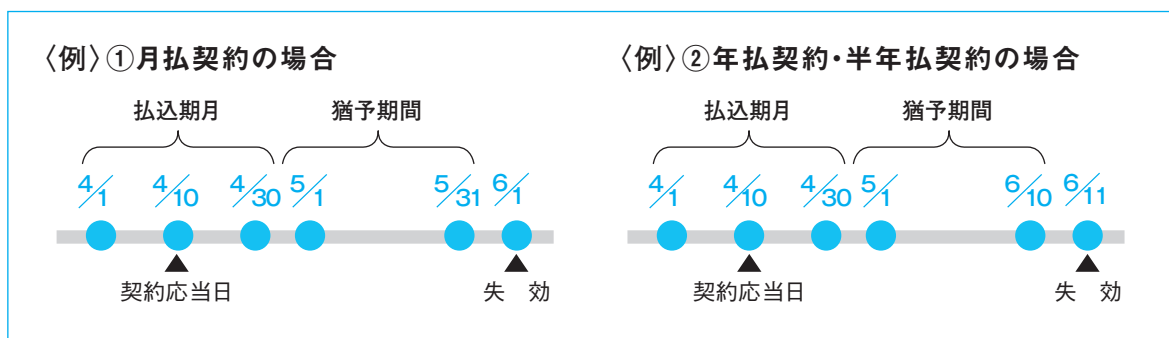 〈例〉①月払契約の場合
払込期月 猶予期間
4/1 4/10 4/30 5/1 5/31 6/1
契約応当日 失 効
〈例〉②年払契約・半年払契約の場合
払込期月 猶予期間
4/1 4/10 4/30 5/1 6/10 6/11
契約応当日 失 効